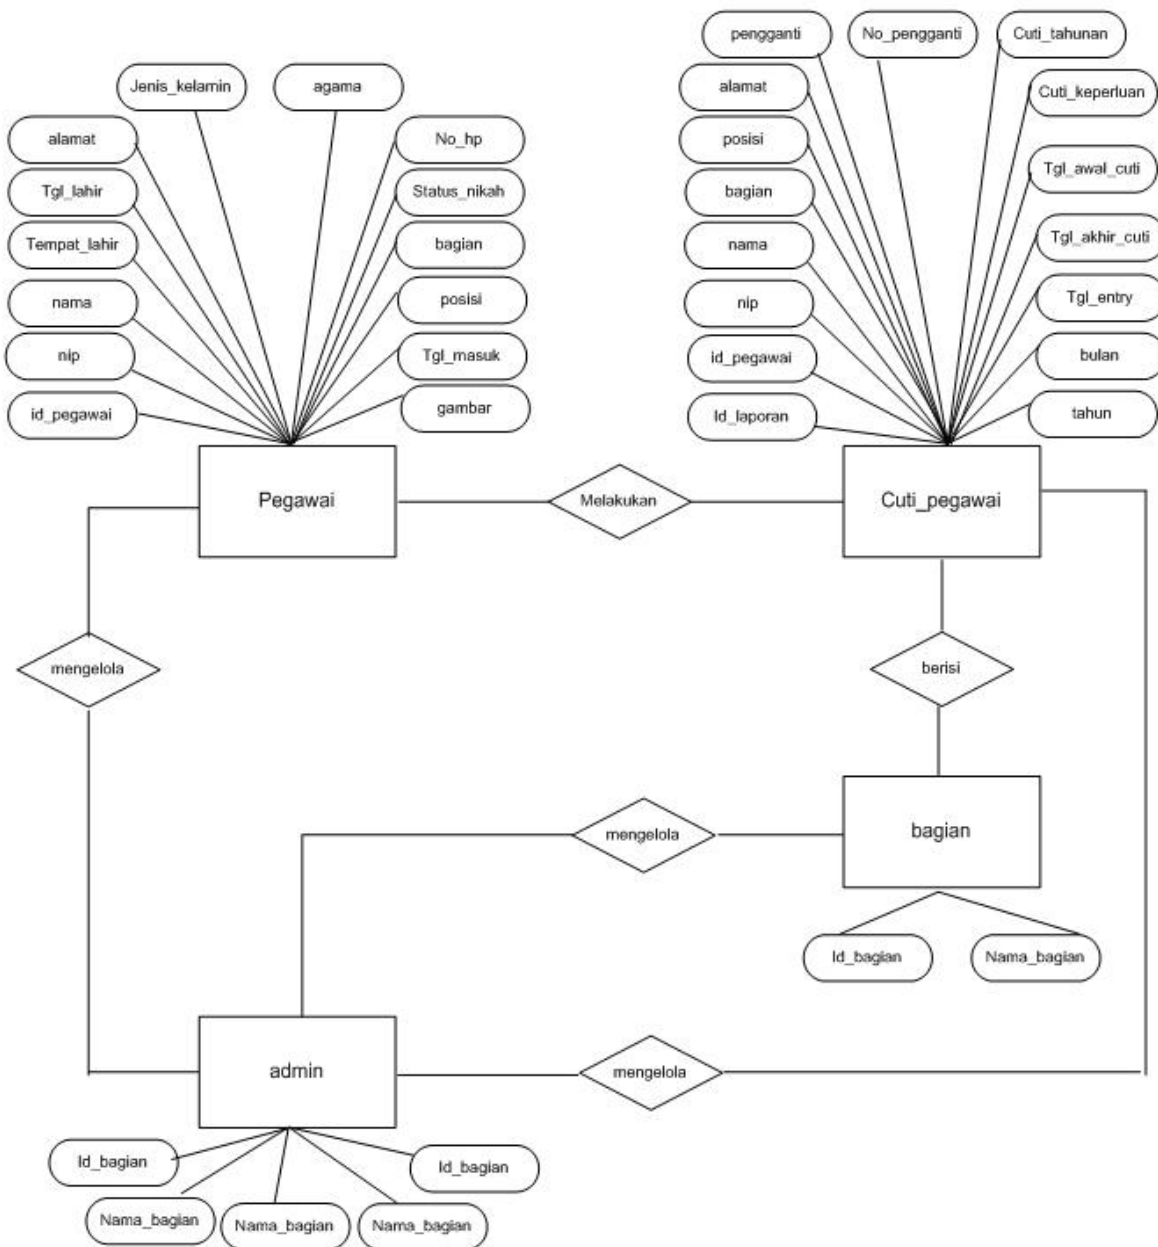 pengganti
No_pengganti
Cuti_tahunan
Jenis_kelamin
agama
alamat
Cuti_keperluan
alamat
No_hp
posisi
Tgl_awal_cuti
Tgl_lahir
Status_nikah
bagian
Tempat_lahir
bagian
nama
Tgl_akhir_cuti
nama
posisi
nip
Tgl_entry
nip
Tgl_masuk
id_pegawai
bulan
id_pegawai
gambar
Id_laporan
tahun
Pegawai
Melakukan
Cuti_pegawai
mengelola
berisi
mengelola
bagian
Id_bagian
Nama_bagian
admin
mengelola
Id_bagian
Id_bagian
Nama_bagian
Nama_bagian
Nama_bagian